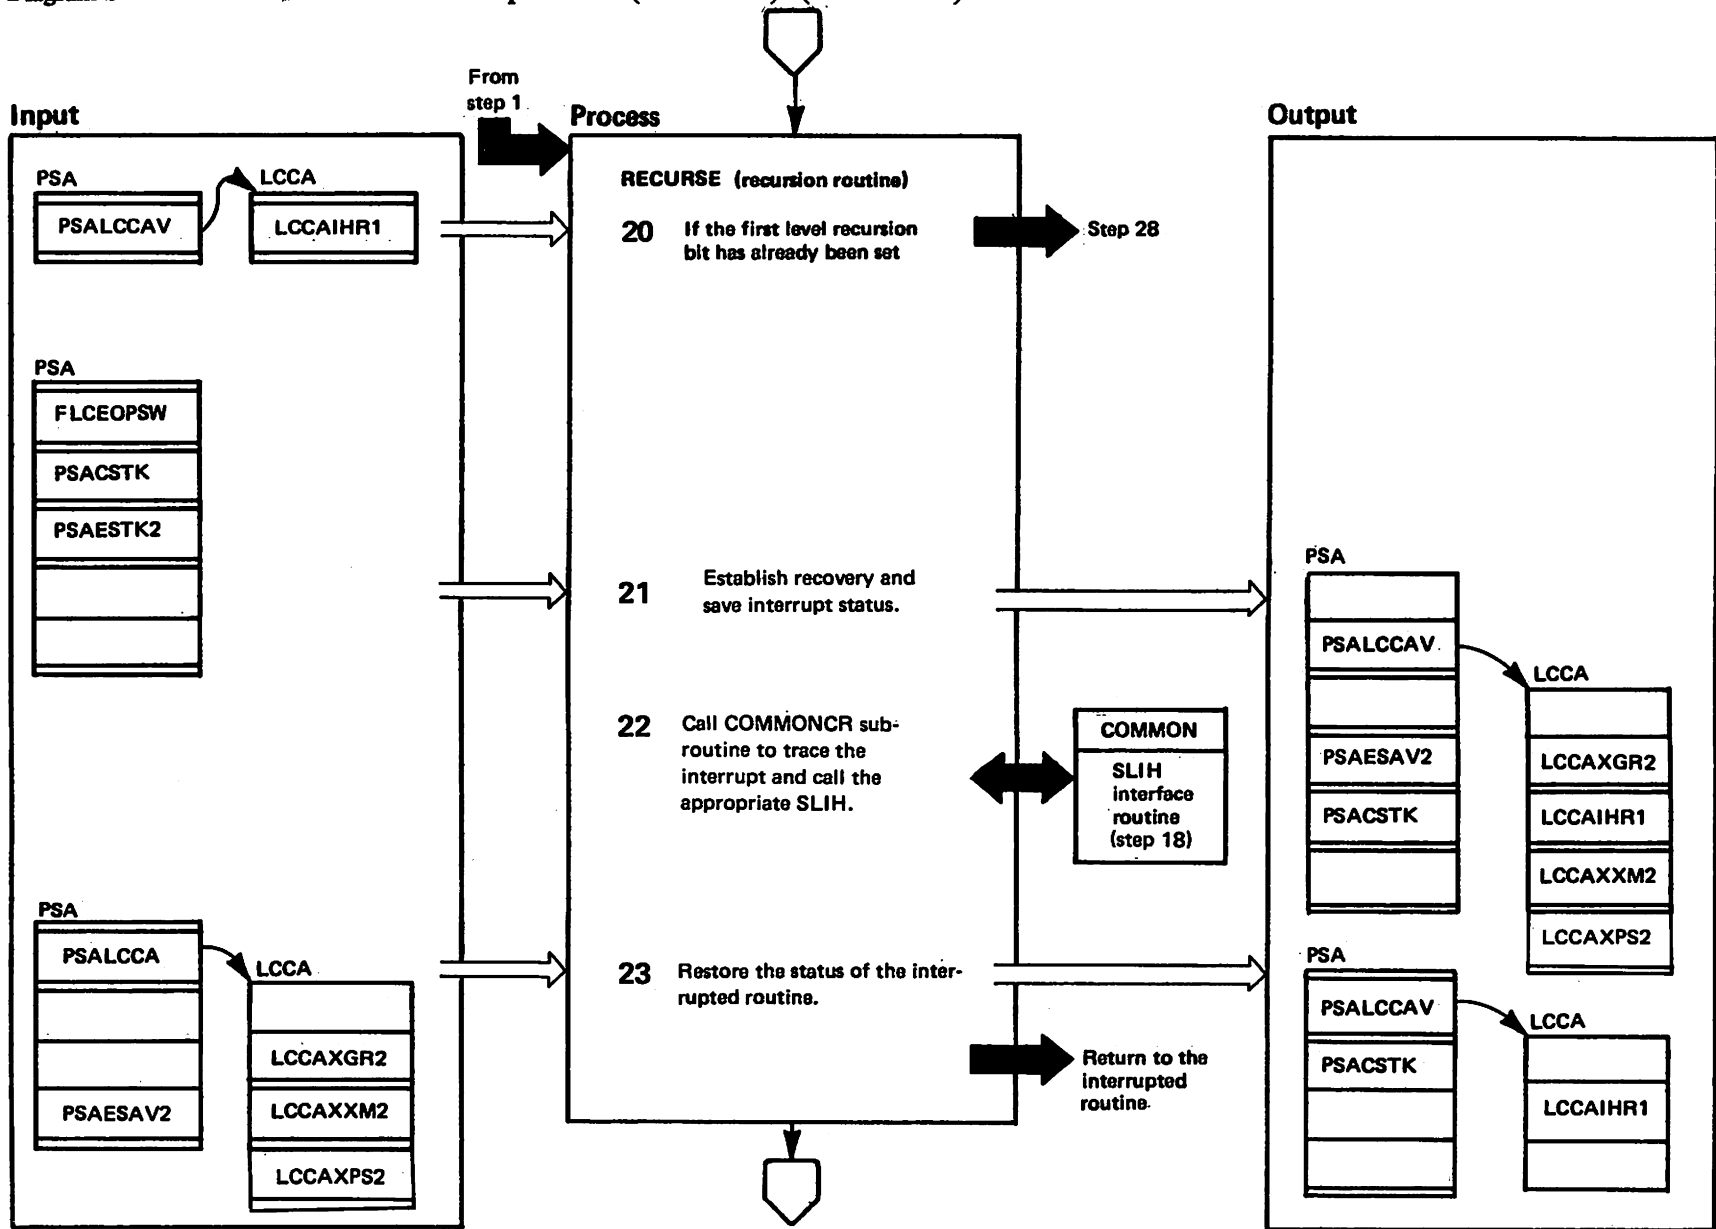 From
step 1
Input
Process
Output
PSA
LCCA
PSALCCAV
LCCAIHR1
RECURSE (recursion routine)
20 If the first level recursion
bit has already been set
Step 28
PSA
FLCEOPSW
PSACSTK
PSAESTK2
21 Establish recovery and
save interrupt status.
PSA
PSALCCAV
PSAESAV2
PSACSTK
LCCA
LCCAXGR2
LCCAIHR1
LCCAXXM2
LCCAXPS2
22 Call COMMONCR sub-
routine to trace the
interrupt and call the
appropriate SLIH.
COMMON
SLIH
interface
routine
(step 18)
PSA
PSALCCA
PSAESAV2
LCCA
LCCAXGR2
LCCAXXM2
LCCAXPS2
23 Restore the status of the inter-
rupted routine.
Return to the
interrupted
routine.
PSA
PSALCCAV
PSACSTK
LCCA
LCCAIHR1